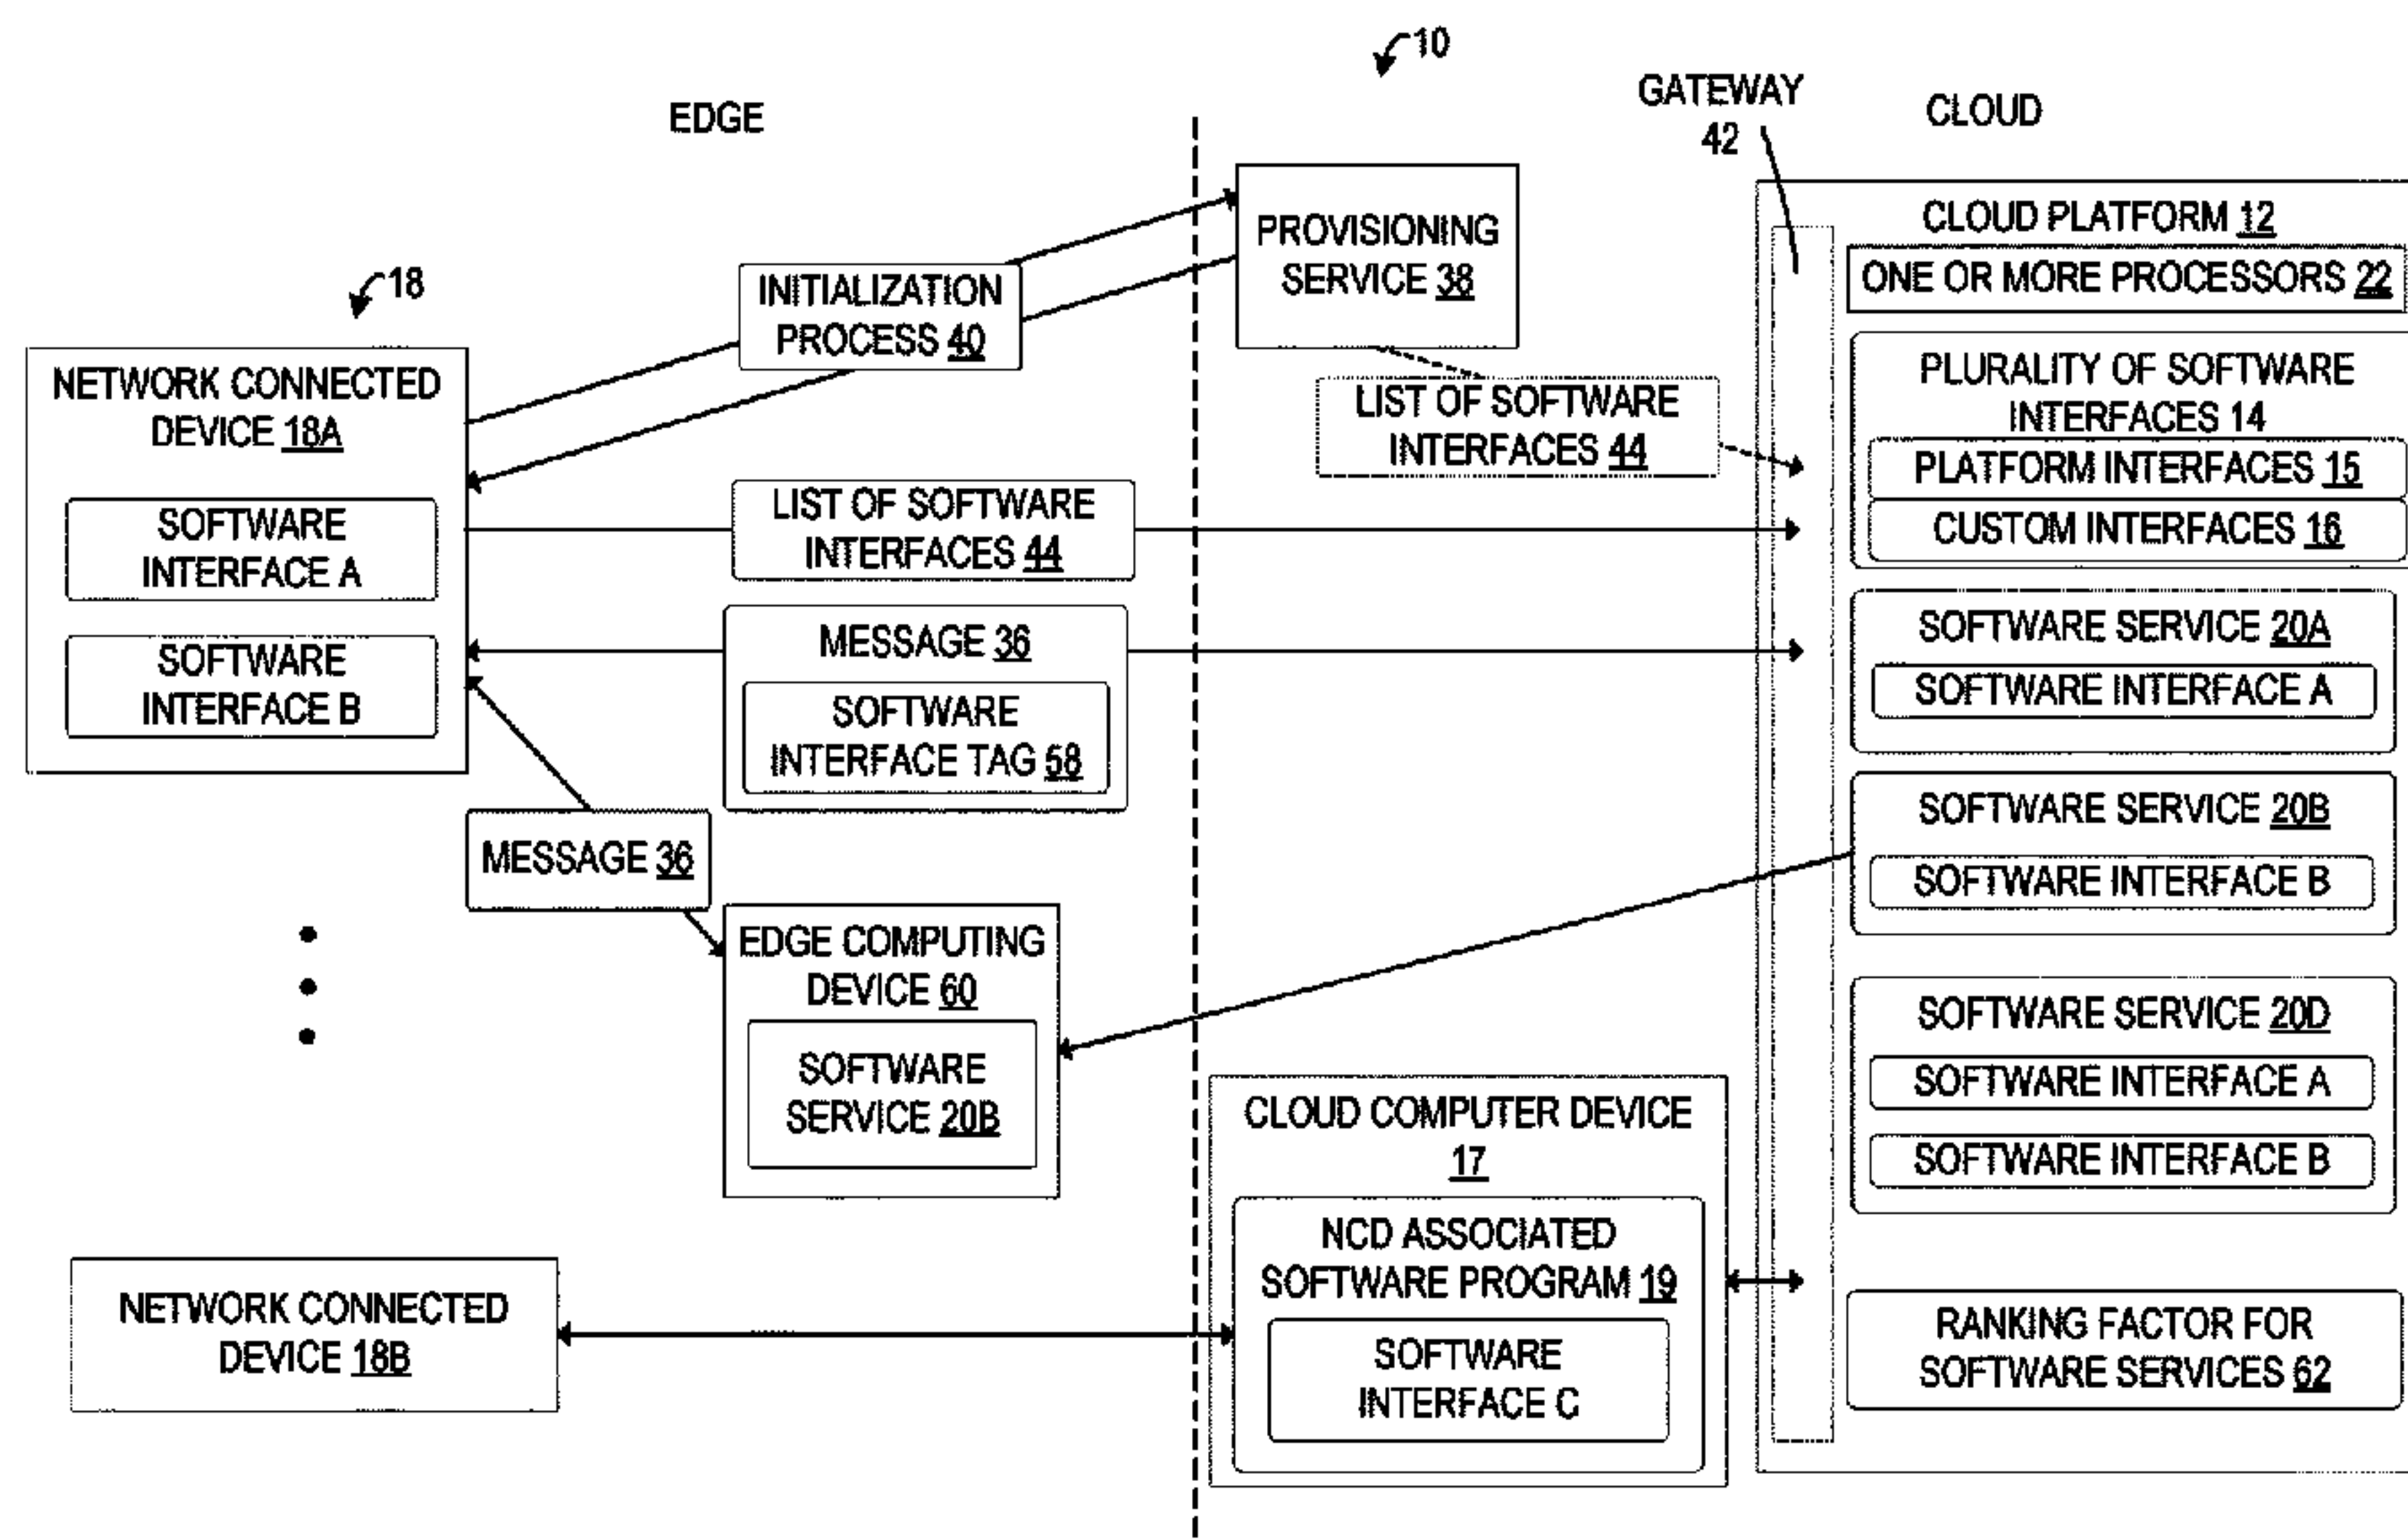 10
EDGE
GATEWAY
42
CLOUD
18
NETWORK CONNECTED
DEVICE 18A
SOFTWARE
INTERFACE A
SOFTWARE
INTERFACE B
INITIALIZATION
PROCESS 40
PROVISIONING
SERVICE 38
LIST OF SOFTWARE
INTERFACES 44
LIST OF SOFTWARE
INTERFACES 44
MESSAGE 36
SOFTWARE
INTERFACE TAG 58
MESSAGE 36
EDGE COMPUTING
DEVICE 60
SOFTWARE
SERVICE 20B
NETWORK CONNECTED
DEVICE 18B
CLOUD COMPUTER DEVICE
17
NCD ASSOCIATED
SOFTWARE PROGRAM 19
SOFTWARE
INTERFACE C
CLOUD PLATFORM 12
ONE OR MORE PROCESSORS 22
PLURALITY OF SOFTWARE
INTERFACES 14
PLATFORM INTERFACES 15
CUSTOM INTERFACES 16
SOFTWARE SERVICE 20A
SOFTWARE INTERFACE A
SOFTWARE SERVICE 20B
SOFTWARE INTERFACE B
SOFTWARE SERVICE 20D
SOFTWARE INTERFACE A
SOFTWARE INTERFACE B
RANKING FACTOR FOR
SOFTWARE SERVICES 62